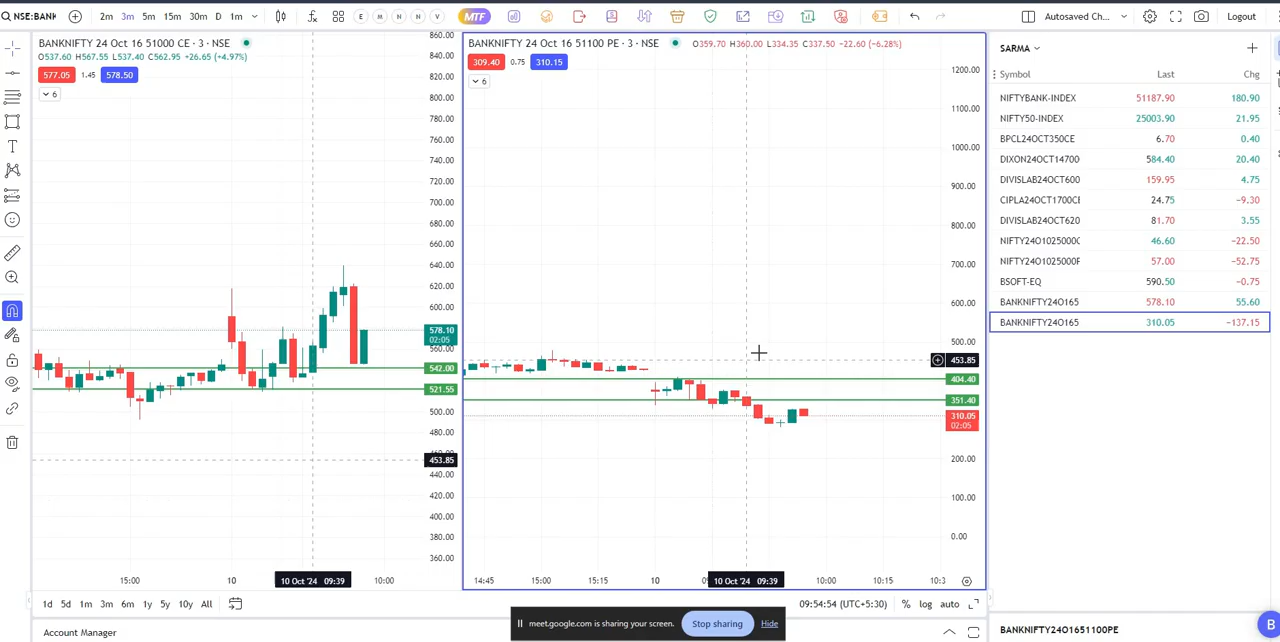 NSE:BANK 2m 3m 5m 15m 30m D 1m E M N N V MTF Autosaved Ch... Logout
BANKNIFTY 24 Oct 16 51000 CE · 3 · NSE
O537.60 H567.55 L537.40 C562.95 +26.65 (+4.97%)
577.05 1.45 578.50
6
860.00
840.00
820.00
800.00
780.00
760.00
740.00
720.00
700.00
680.00
660.00
640.00
620.00
600.00
578.10
02:05
560.00
542.00
521.55
500.00
480.00
453.85
440.00
420.00
400.00
380.00
360.00
15:00 10 10 Oct '24 09:39 10:00
BANKNIFTY 24 Oct 16 51100 PE · 3 · NSE O359.70 H360.00 L334.35 C337.50 −22.60 (−6.28%)
309.40 0.75 310.15
6
1200.00
1100.00
1000.00
900.00
800.00
700.00
600.00
500.00
453.85
404.40
351.40
310.05
02:05
200.00
100.00
0.00
14:45 15:00 15:15 10 10 Oct '24 09:39 10:00 10:15 10:3
SARMA
Symbol Last Chg
NIFTYBANK-INDEX 51187.90 180.90
NIFTY50-INDEX 25003.90 21.95
BPCL24OCT350CE 6.70 0.40
DIXON24OCT14700 584.40 20.40
DIVISLAB24OCT600 159.95 4.75
CIPLA24OCT1700CE 24.75 −9.30
DIVISLAB24OCT620 81.70 3.55
NIFTY24O1025000C 46.60 −22.50
NIFTY24O1025000P 57.00 −52.75
BSOFT-EQ 590.50 −0.75
BANKNIFTY24O165 578.10 55.60
BANKNIFTY24O165 310.05 −137.15
1d 5d 1m 3m 6m 1y 5y 10y All 09:54:54 (UTC+5:30) % log auto
meet.google.com is sharing your screen. Stop sharing Hide
Account Manager
BANKNIFTY24O1651100PE
B